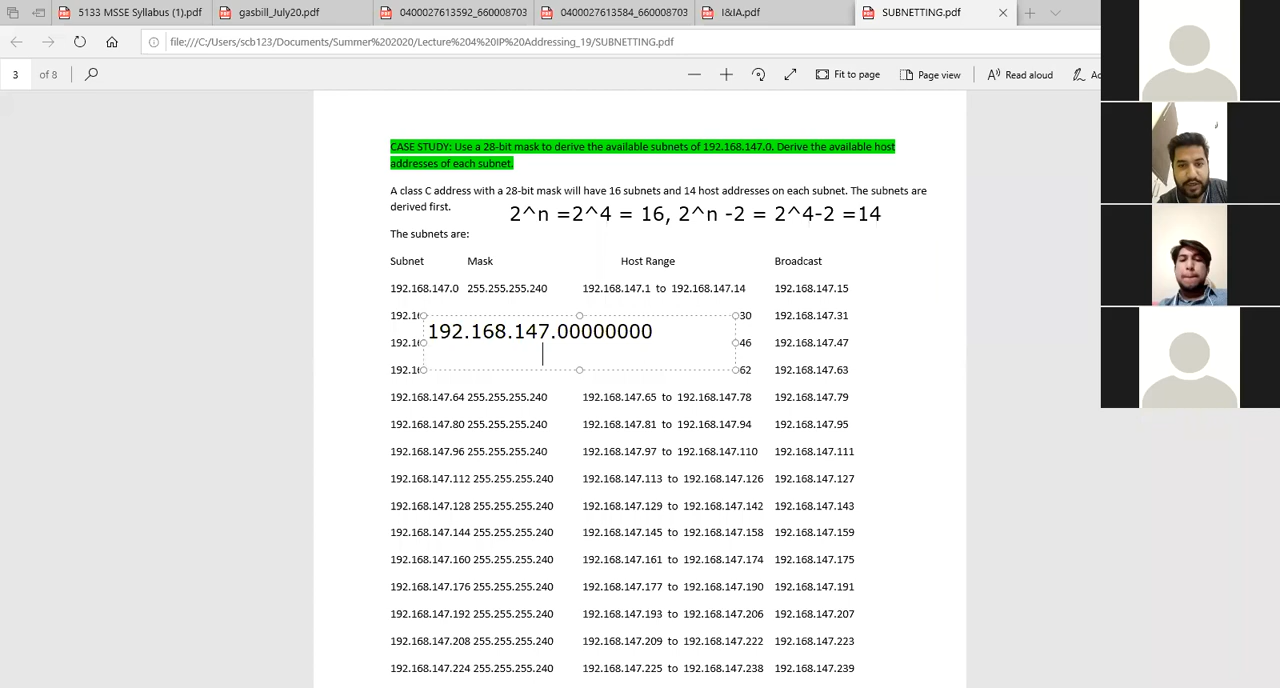 5133 MSSE Syllabus (1).pdf
gasbill_July20.pdf
0400027613592_660008703
0400027613584_660008703
I&IA.pdf
SUBNETTING.pdf
file:///C:/Users/scb123/Documents/Summer%202020/Lecture%204%20IP%20Addressing_19/SUBNETTING.pdf
3 of 8
Fit to page
Page view
Read aloud
CASE STUDY: Use a 28-bit mask to derive the available subnets of 192.168.147.0. Derive the available host
addresses of each subnet.
A class C address with a 28-bit mask will have 16 subnets and 14 host addresses on each subnet. The subnets are
derived first.
2^n =2^4 = 16, 2^n -2 = 2^4-2 =14
The subnets are:
Subnet Mask Host Range Broadcast
192.168.147.0 255.255.255.240 192.168.147.1 to 192.168.147.14 192.168.147.15
192.1 30 192.168.147.31
192.168.147.00000000
192.1 46 192.168.147.47
192.1 62 192.168.147.63
192.168.147.64 255.255.255.240 192.168.147.65 to 192.168.147.78 192.168.147.79
192.168.147.80 255.255.255.240 192.168.147.81 to 192.168.147.94 192.168.147.95
192.168.147.96 255.255.255.240 192.168.147.97 to 192.168.147.110 192.168.147.111
192.168.147.112 255.255.255.240 192.168.147.113 to 192.168.147.126 192.168.147.127
192.168.147.128 255.255.255.240 192.168.147.129 to 192.168.147.142 192.168.147.143
192.168.147.144 255.255.255.240 192.168.147.145 to 192.168.147.158 192.168.147.159
192.168.147.160 255.255.255.240 192.168.147.161 to 192.168.147.174 192.168.147.175
192.168.147.176 255.255.255.240 192.168.147.177 to 192.168.147.190 192.168.147.191
192.168.147.192 255.255.255.240 192.168.147.193 to 192.168.147.206 192.168.147.207
192.168.147.208 255.255.255.240 192.168.147.209 to 192.168.147.222 192.168.147.223
192.168.147.224 255.255.255.240 192.168.147.225 to 192.168.147.238 192.168.147.239